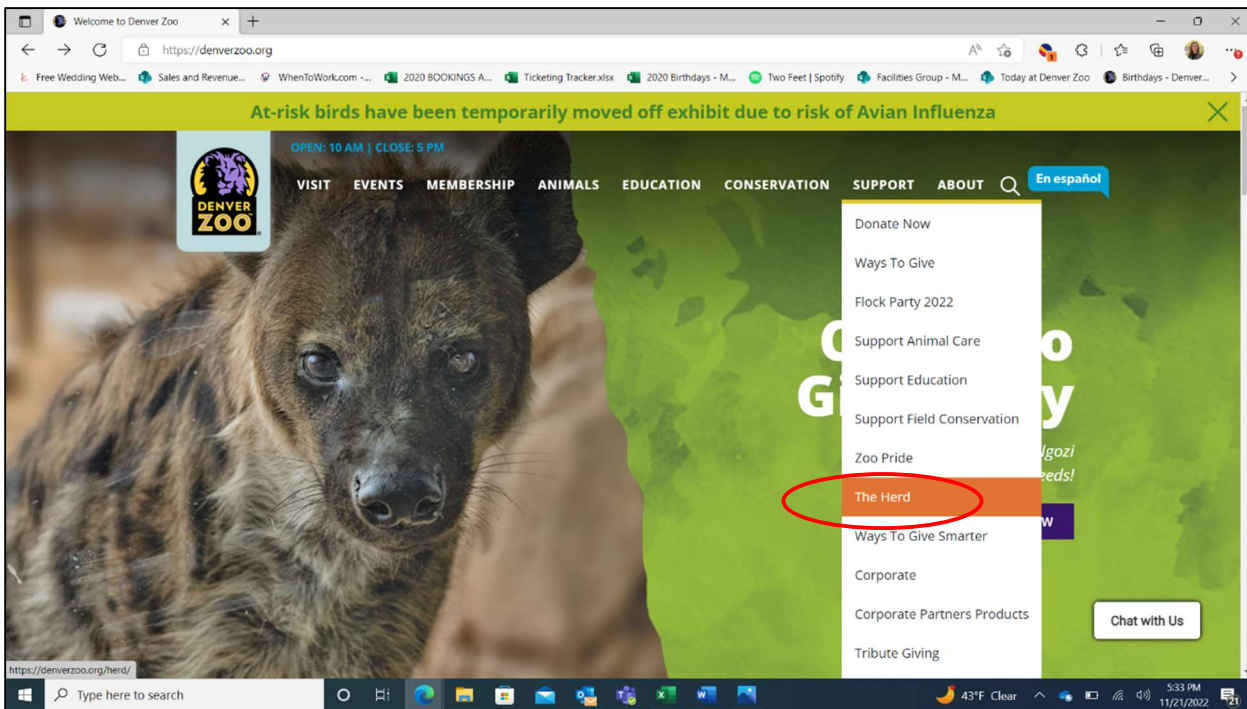 Welcome to Denver Zoo
https://denverzoo.org
Free Wedding Web...
Sales and Revenue...
WhenToWork.com -...
2020 BOOKINGS A...
Ticketing Tracker.xlsx
2020 Birthdays - M...
Two Feet | Spotify
Facilities Group - M...
Today at Denver Zoo
Birthdays - Denver...
At-risk birds have been temporarily moved off exhibit due to risk of Avian Influenza
OPEN: 10 AM | CLOSE: 5 PM
DENVER
ZOO
VISIT EVENTS MEMBERSHIP ANIMALS EDUCATION CONSERVATION SUPPORT ABOUT
En español
Donate Now
Ways To Give
Flock Party 2022
Support Animal Care
Support Education
Support Field Conservation
Zoo Pride
The Herd
Ways To Give Smarter
Corporate
Corporate Partners Products
Tribute Giving
Chat with Us
https://denverzoo.org/herd/
Type here to search
43°F Clear
5:33 PM
11/21/2022
21